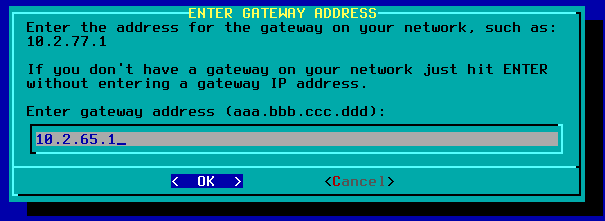 ENTER GATEWAY ADDRESS
Enter the address for the gateway on your network, such as:
10.2.77.1
If you don't have a gateway on your network just hit ENTER
without entering a gateway IP address.
Enter gateway address (aaa.bbb.ccc.ddd):
10.2.65.1_
< OK > <Cancel>